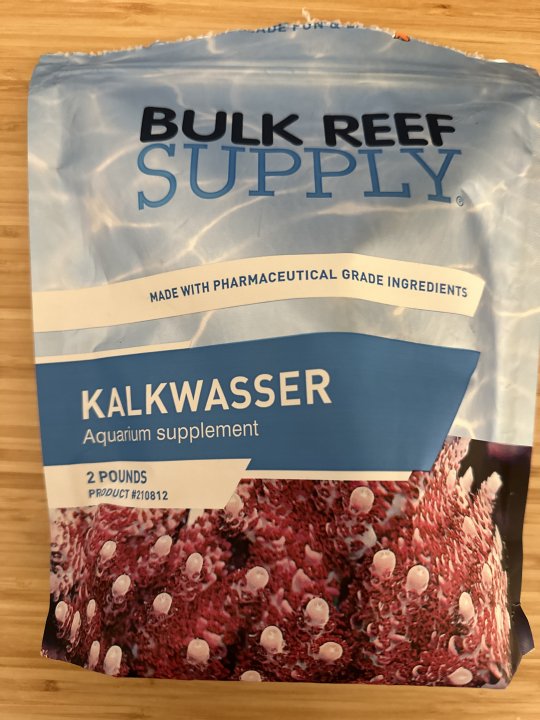 BULK REEF
SUPPLY®
MADE WITH PHARMACEUTICAL GRADE INGREDIENTS
KALKWASSER
Aquarium supplement
2 POUNDS
PRODUCT #210812